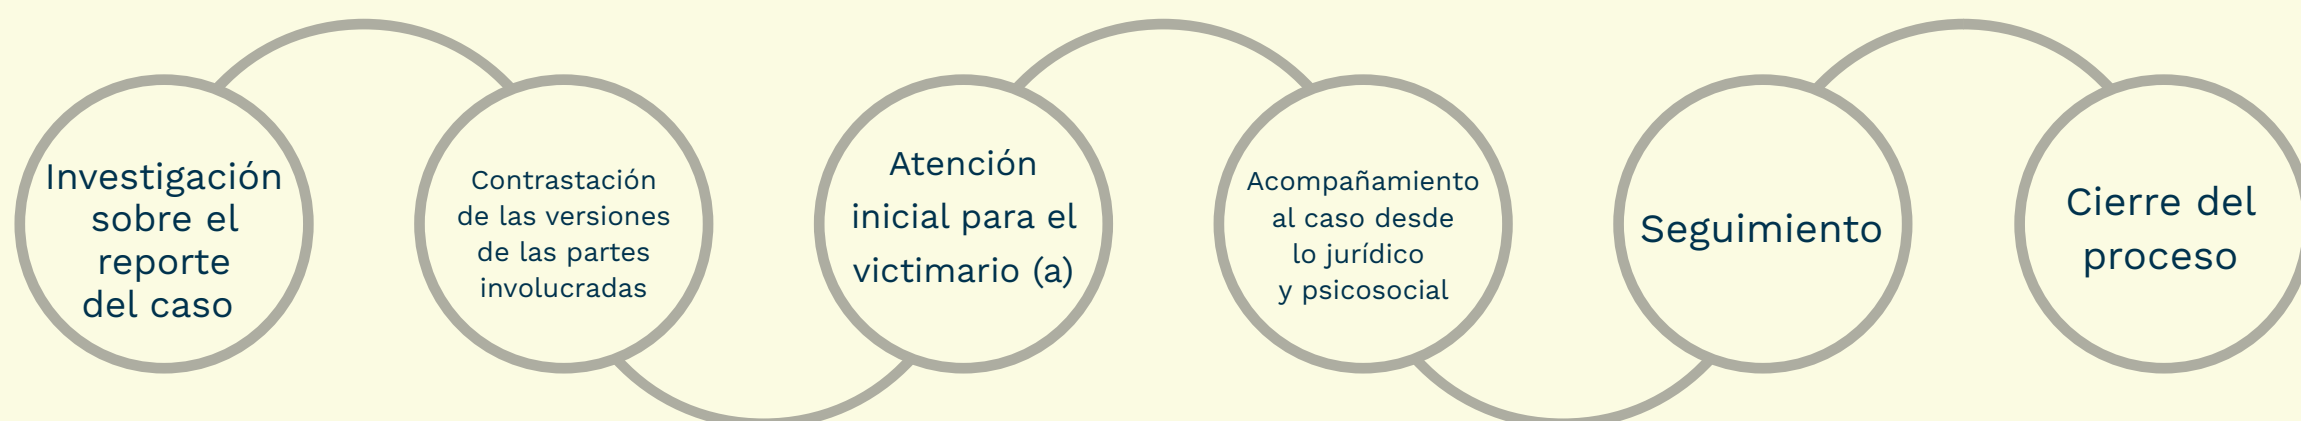 Investigación
sobre el
reporte
del caso
Contrastación
de las versiones
de las partes
involucradas
Atención
inicial para el
victimario (a)
Acompañamiento
al caso desde
lo jurídico
y psicosocial
Seguimiento
Cierre del
proceso